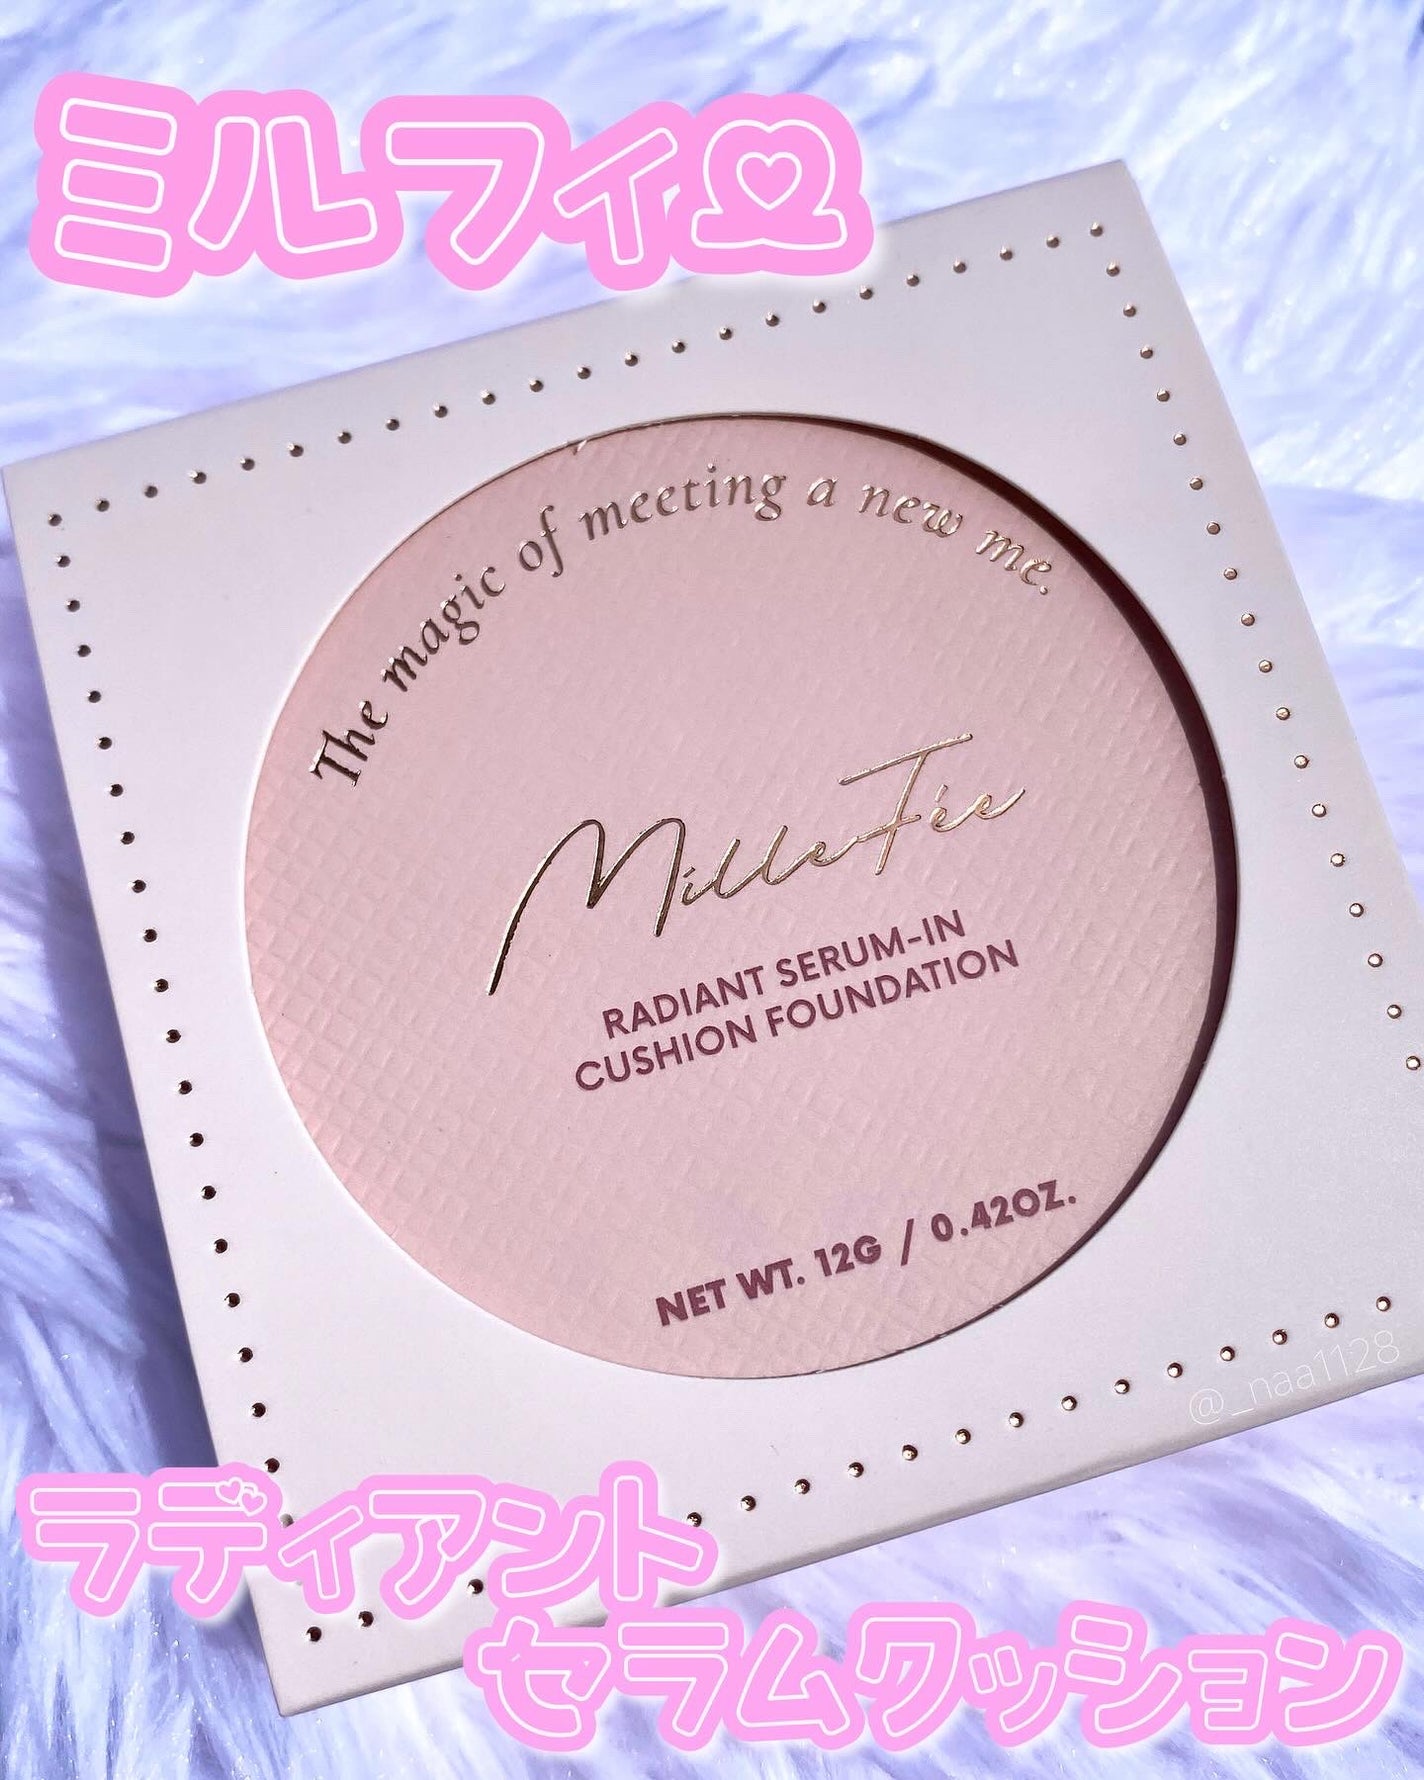 ミルフィ
The magic of meeting a new me.
MilleFée
RADIANT SERUM-IN
CUSHION FOUNDATION
NET WT. 12G / 0.42OZ.
@_naa1128
ラディアント
セラムクッション